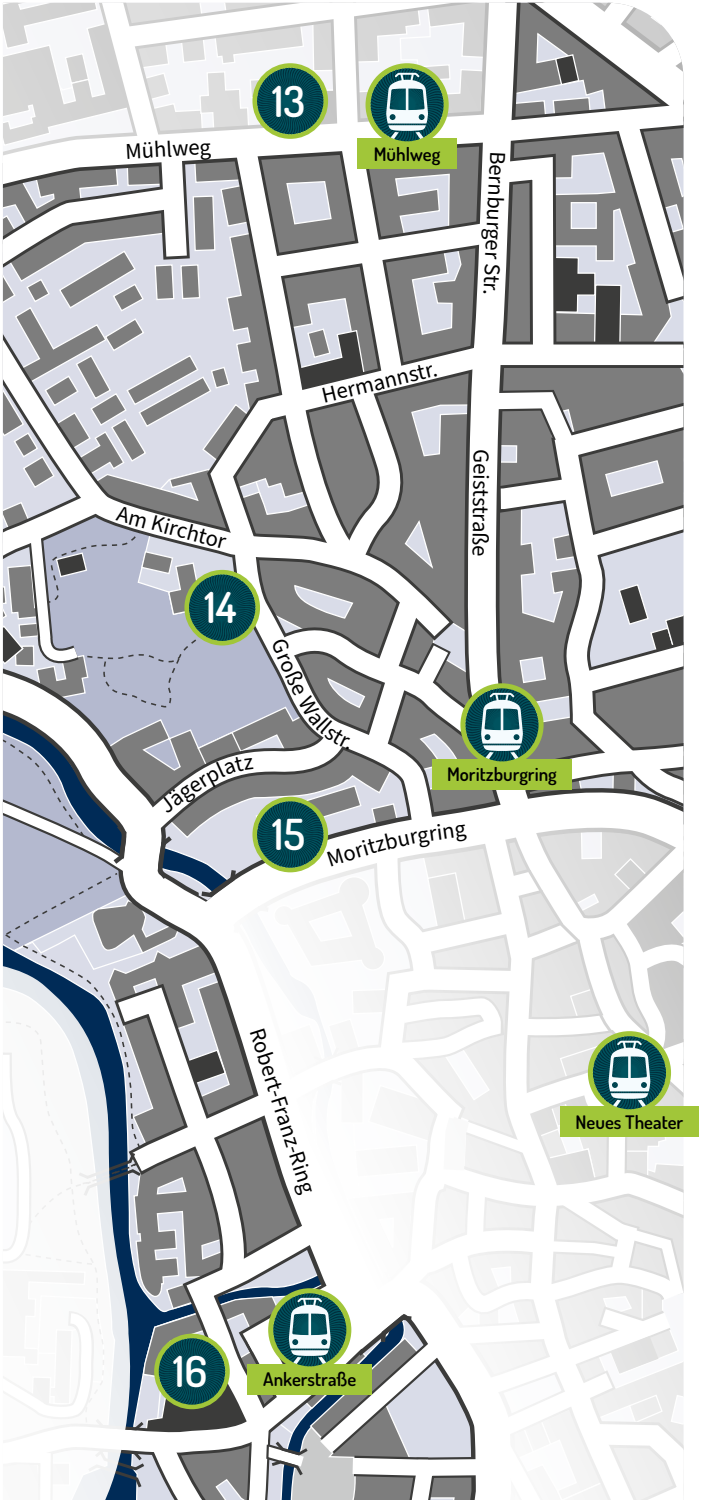 13
Mühlweg
Mühlweg
Bernburger Str.
Hermannstr.
Geiststraße
Am Kirchtor
14
Große Wallstr.
Moritzburgring
Jägerplatz
15
Moritzburgring
Robert-Franz-Ring
Neues Theater
16
Ankerstraße